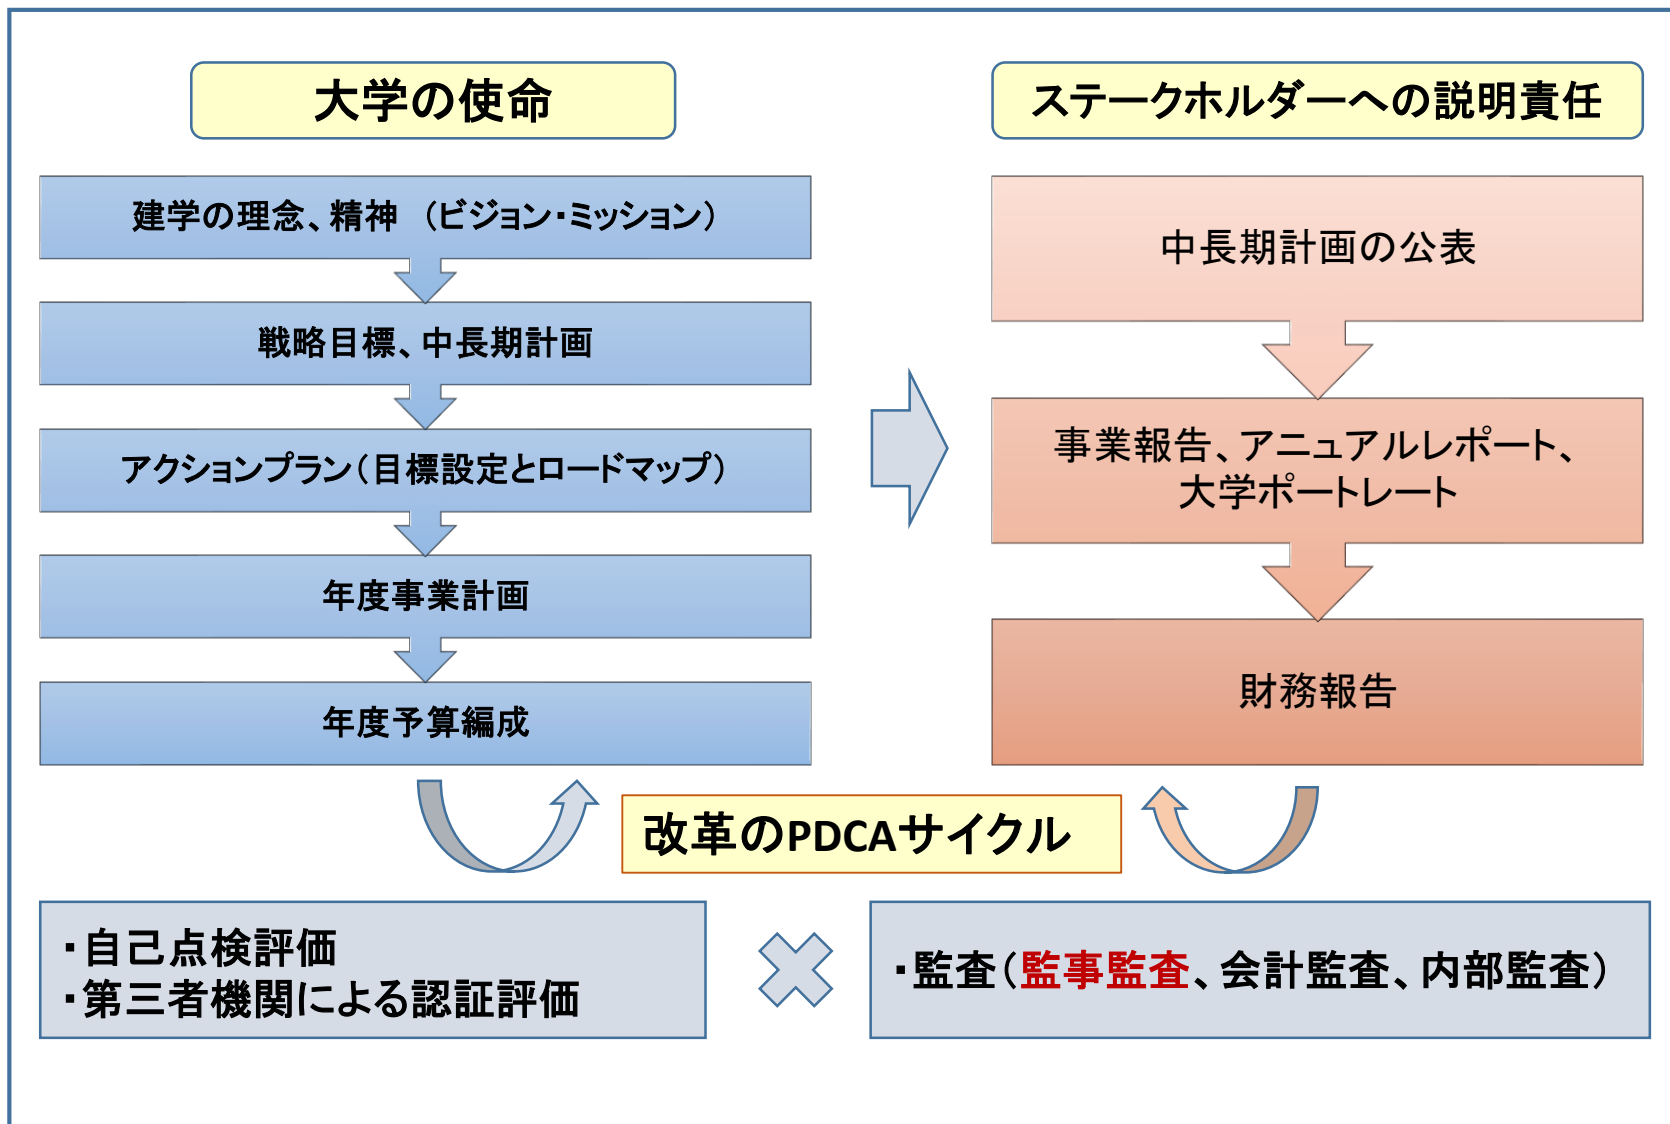 大学の使命
建学の理念、精神　（ビジョン・ミッション）
戦略目標、中長期計画
アクションプラン（目標設定とロードマップ）
年度事業計画
年度予算編成
ステークホルダーへの説明責任
中長期計画の公表
事業報告、アニュアルレポート、
大学ポートレート
財務報告
改革のPDCAサイクル
・自己点検評価
・第三者機関による認証評価
・監査（監事監査、会計監査、内部監査）